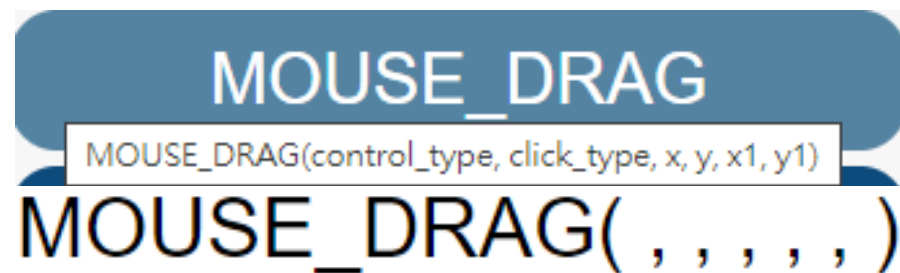 MOUSE_DRAG
MOUSE_DRAG(control_type, click_type, x, y, x1, y1)
MOUSE_DRAG( , , , , , )